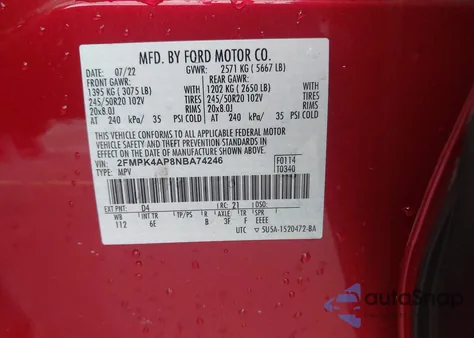 MFD. BY FORD MOTOR CO.
DATE: 07/22 GVWR: 2571 KG ( 5667 LB)
FRONT GAWR: REAR GAWR:
1395 KG ( 3075 LB) WITH 1202 KG ( 2650 LB) WITH
245/50R20 102V TIRES 245/50R20 102V TIRES
20x8.0J RIMS 20x8.0J RIMS
AT 240 kPa/ 35 PSI COLD AT 240 kPa/ 35 PSI COLD
THIS VEHICLE CONFORMS TO ALL APPLICABLE FEDERAL MOTOR
VEHICLE SAFETY AND THEFT PREVENTION STANDARDS
IN EFFECT ON THE DATE OF MANUFACTURE SHOWN ABOVE.
VIN: 2FMPK4AP8NBA74246 F0114
TYPE: MPV T0340
EXT PNT: D4 RC: 21 DSO:
WB INT TR TP/PS R AXLE TR SPR
112 6E B 3F F EEEE
UTC 5U5A-1520472-BA
autoSnap